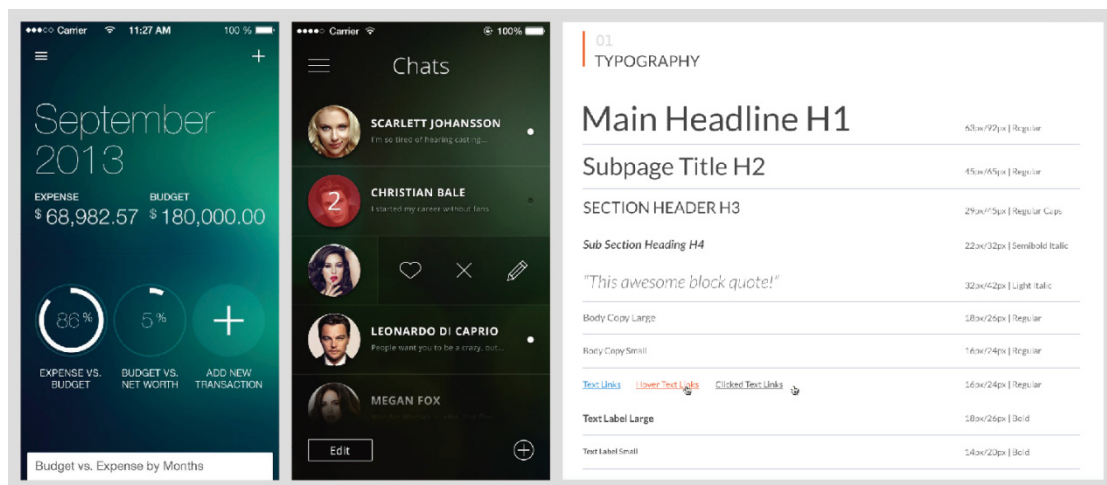 Carrier 11:27 AM 100 %
September
2013
EXPENSE BUDGET
$ 68,982.57 $ 180,000.00
86 % 5 %
EXPENSE VS. BUDGET VS. ADD NEW
BUDGET NET WORTH TRANSACTION
Budget vs. Expense by Months
Carrier 100%
Chats
SCARLETT JOHANSSON
I'm so tired of hearing casting...
2
CHRISTIAN BALE
I started my career without fans
LEONARDO DI CAPRIO
People want you to be a crazy, out...
MEGAN FOX
Edit
01
TYPOGRAPHY
Main Headline H1 63px/92px | Regular
Subpage Title H2 45px/65px | Regular
SECTION HEADER H3 29px/45px | Regular Caps
Sub Section Heading H4 22px/32px | Semibold Italic
"This awesome block quote!" 32px/42px | Light Italic
Body Copy Large 18px/26px | Regular
Body Copy Small 16px/24px | Regular
Text Links Hover Text Links Clicked Text Links 16px/24px | Regular
Text Label Large 18px/26px | Bold
Text Label Small 14px/20px | Bold